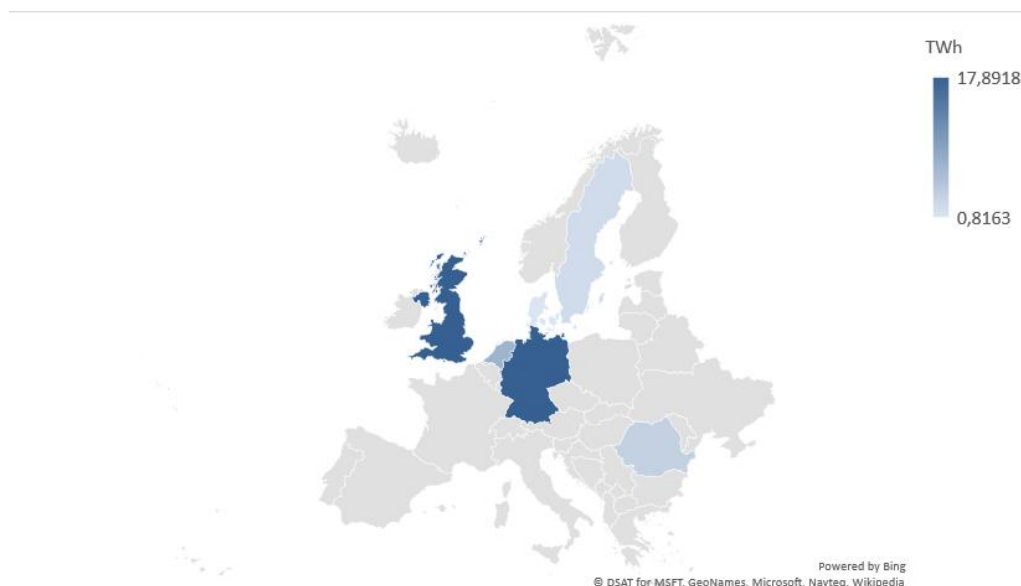 TWh
17,8918
0,8163
Powered by Bing
© DSAT for MSFT, GeoNames, Microsoft, Navteq, Wikipedia